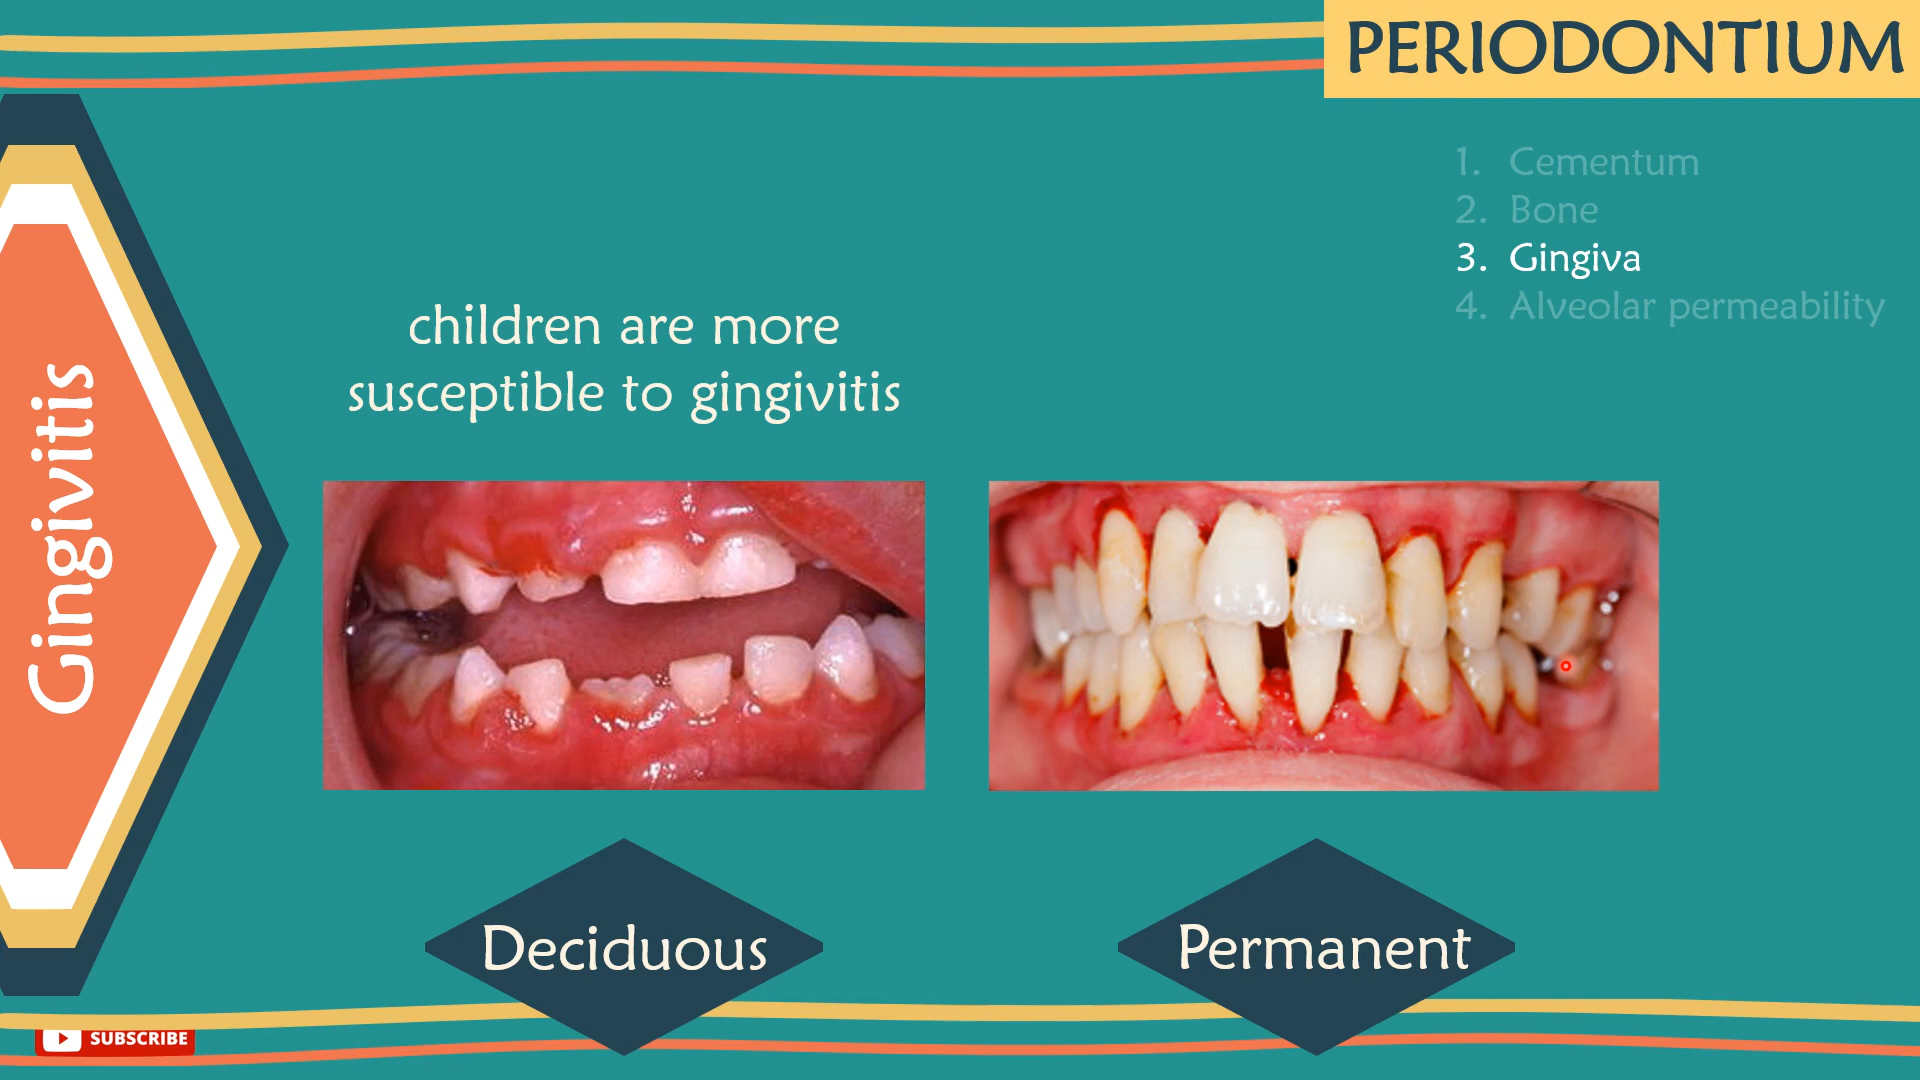 PERIODONTIUM
1. Cementum
2. Bone
3. Gingiva
4. Alveolar permeability
Gingivitis
children are more
susceptible to gingivitis
Deciduous
Permanent
SUBSCRIBE